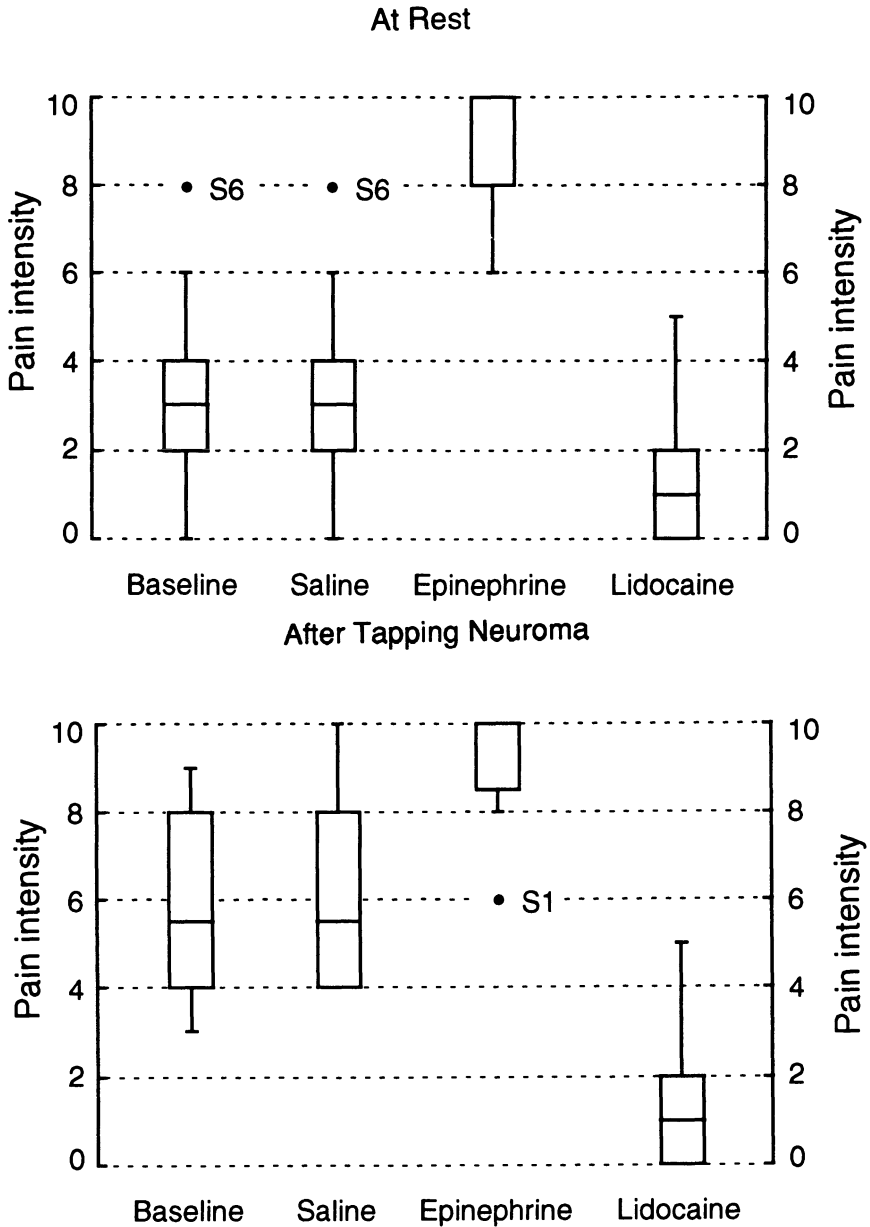 At Rest
10 10
8 S6 S6 8
6 6
4 4
2 2
0 0
Pain intensity
Pain intensity
Baseline Saline Epinephrine Lidocaine
After Tapping Neuroma
10 10
8 8
6 S1 6
4 4
2 2
0 0
Pain intensity
Pain intensity
Baseline Saline Epinephrine Lidocaine